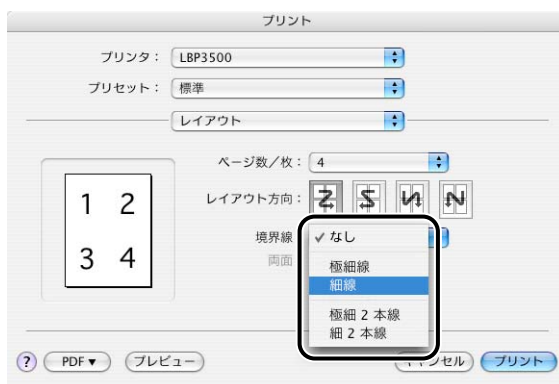 プリント
プリンタ： LBP3500
プリセット： 標準
レイアウト
ページ数／枚： 4
レイアウト方向：
1 2
3 4
境界線
✓ なし
両面
極細線
細線
極細 2 本線
細 2 本線
? PDF▼ プレビュー キャンセル プリント